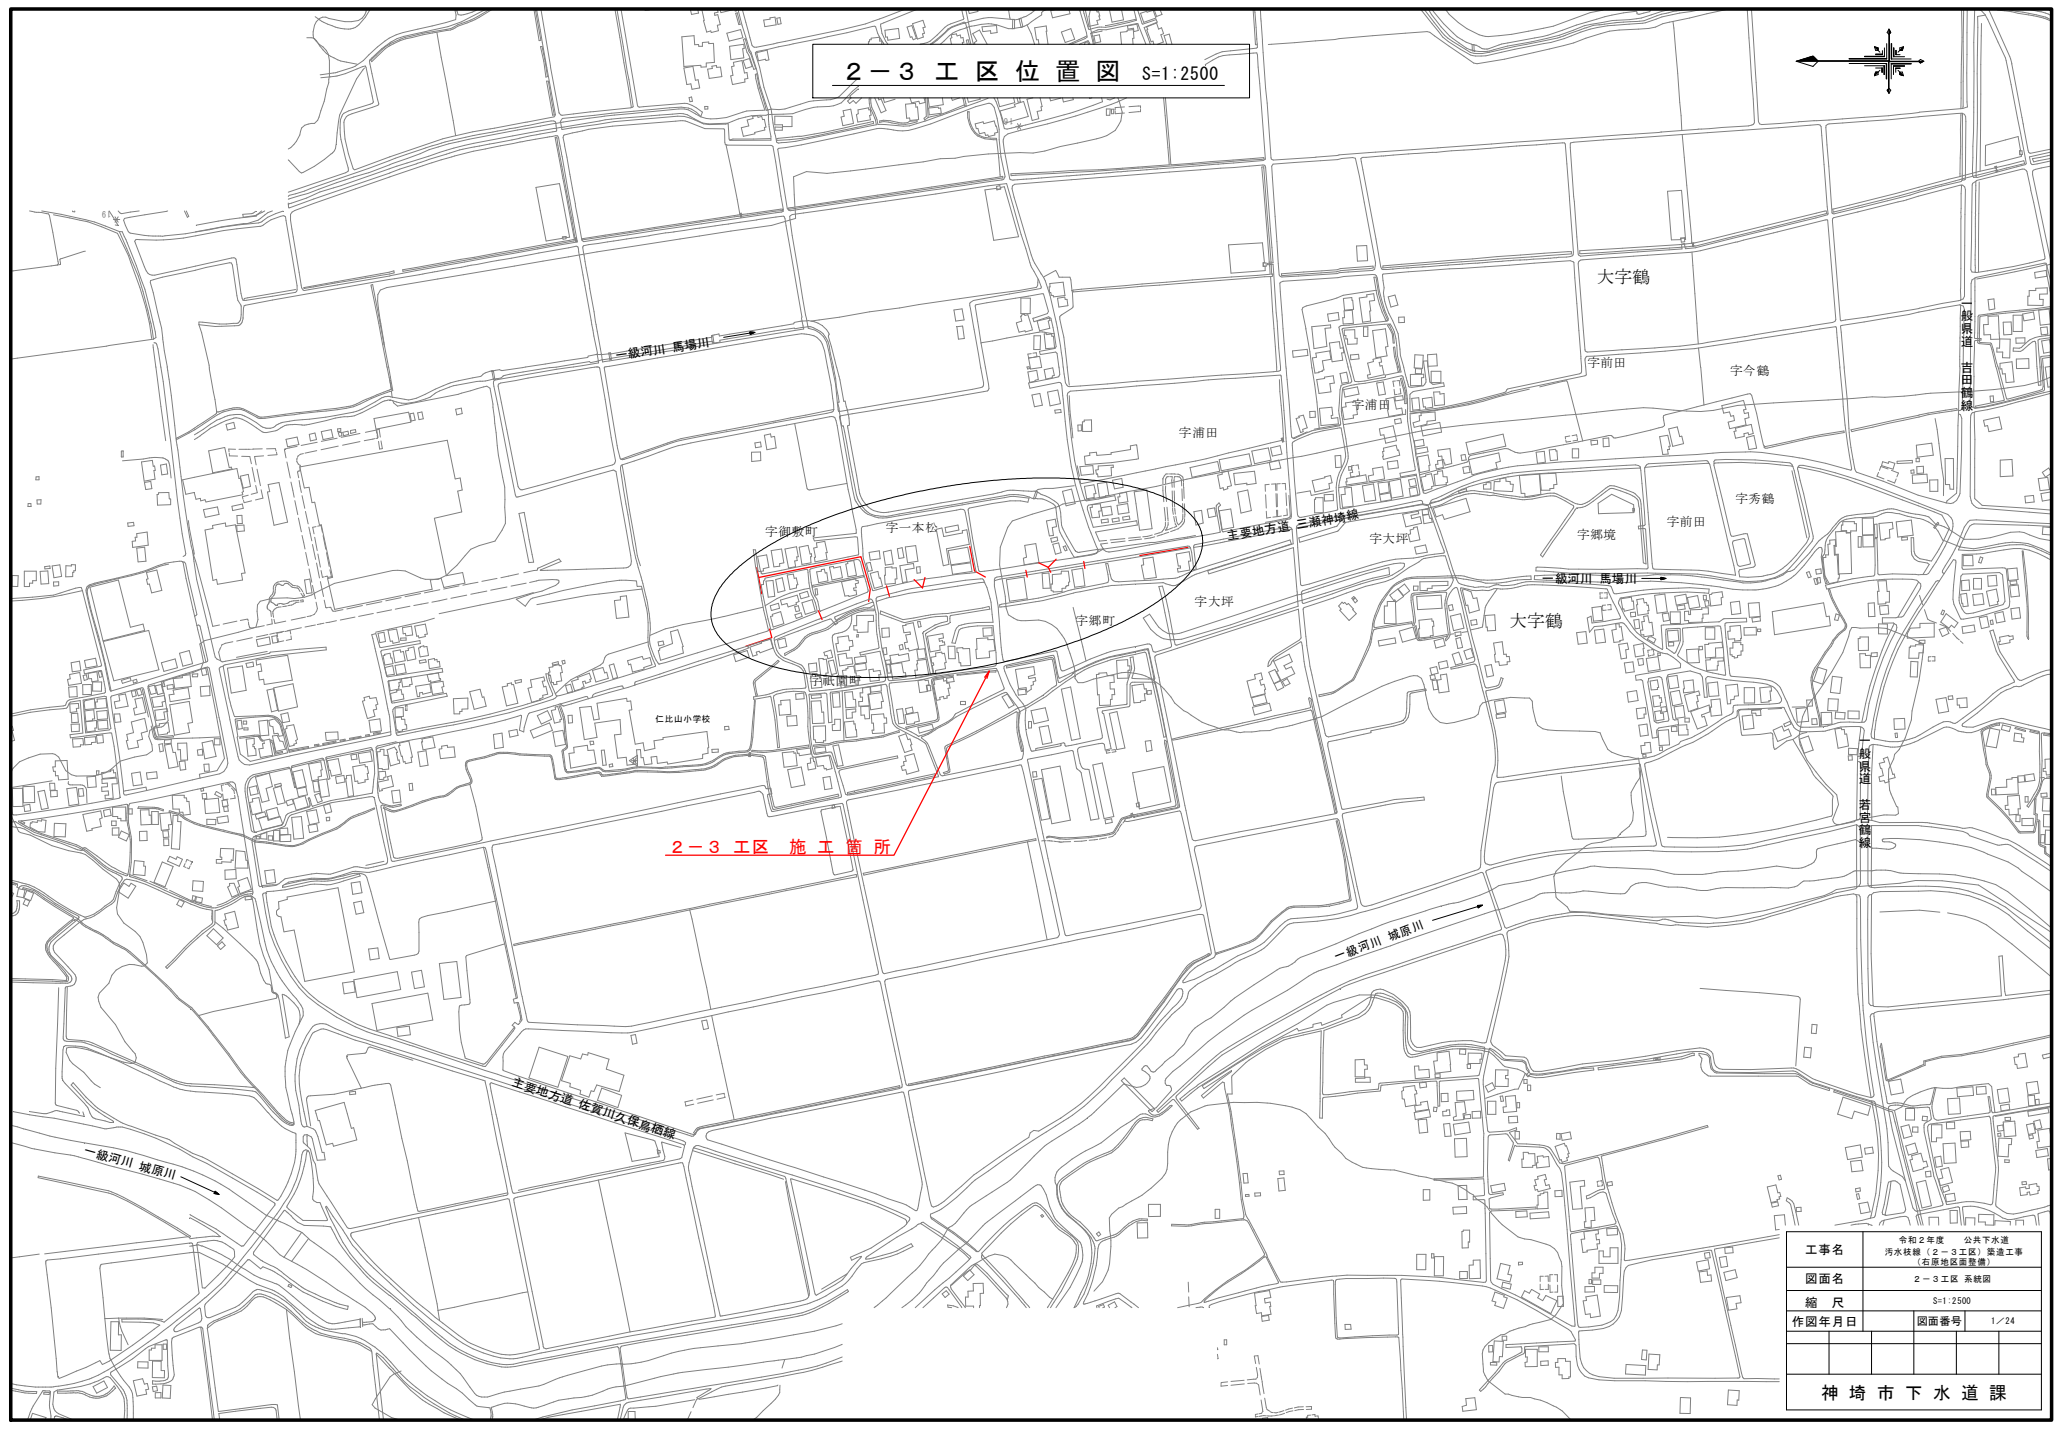 2−3 工区位置図 S=1:2500
大字鶴
一般県道 吉田鶴線
一級河川 馬場川
字前田
字今鶴
字浦田
字浦田
字御敷町
字一本松
主要地方道 三瀬神埼線
字大坪
字郷境
字前田
字秀鶴
一級河川 馬場川
字大坪
字郷町
大字鶴
字祇園町
仁比山小学校
一般県道 若宮鶴線
2−3 工区 施工箇所
一級河川 城原川
主要地方道 佐賀川久保鳥栖線
一級河川 城原川
工事名
令和2年度 公共下水道
汚水枝線(2−3工区)築造工事
(右原地区面整備)
図面名 2−3工区 系統図
縮尺 S=1:2500
作図年月日 図面番号 1/24
神埼市下水道課